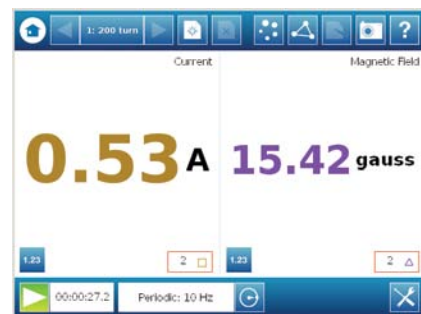 1: 200 turn
?
Current
Magnetic Field
0.53 A
15.42 gauss
1.23
2
1.23
2
00:00:27.2
Periodic: 10 Hz